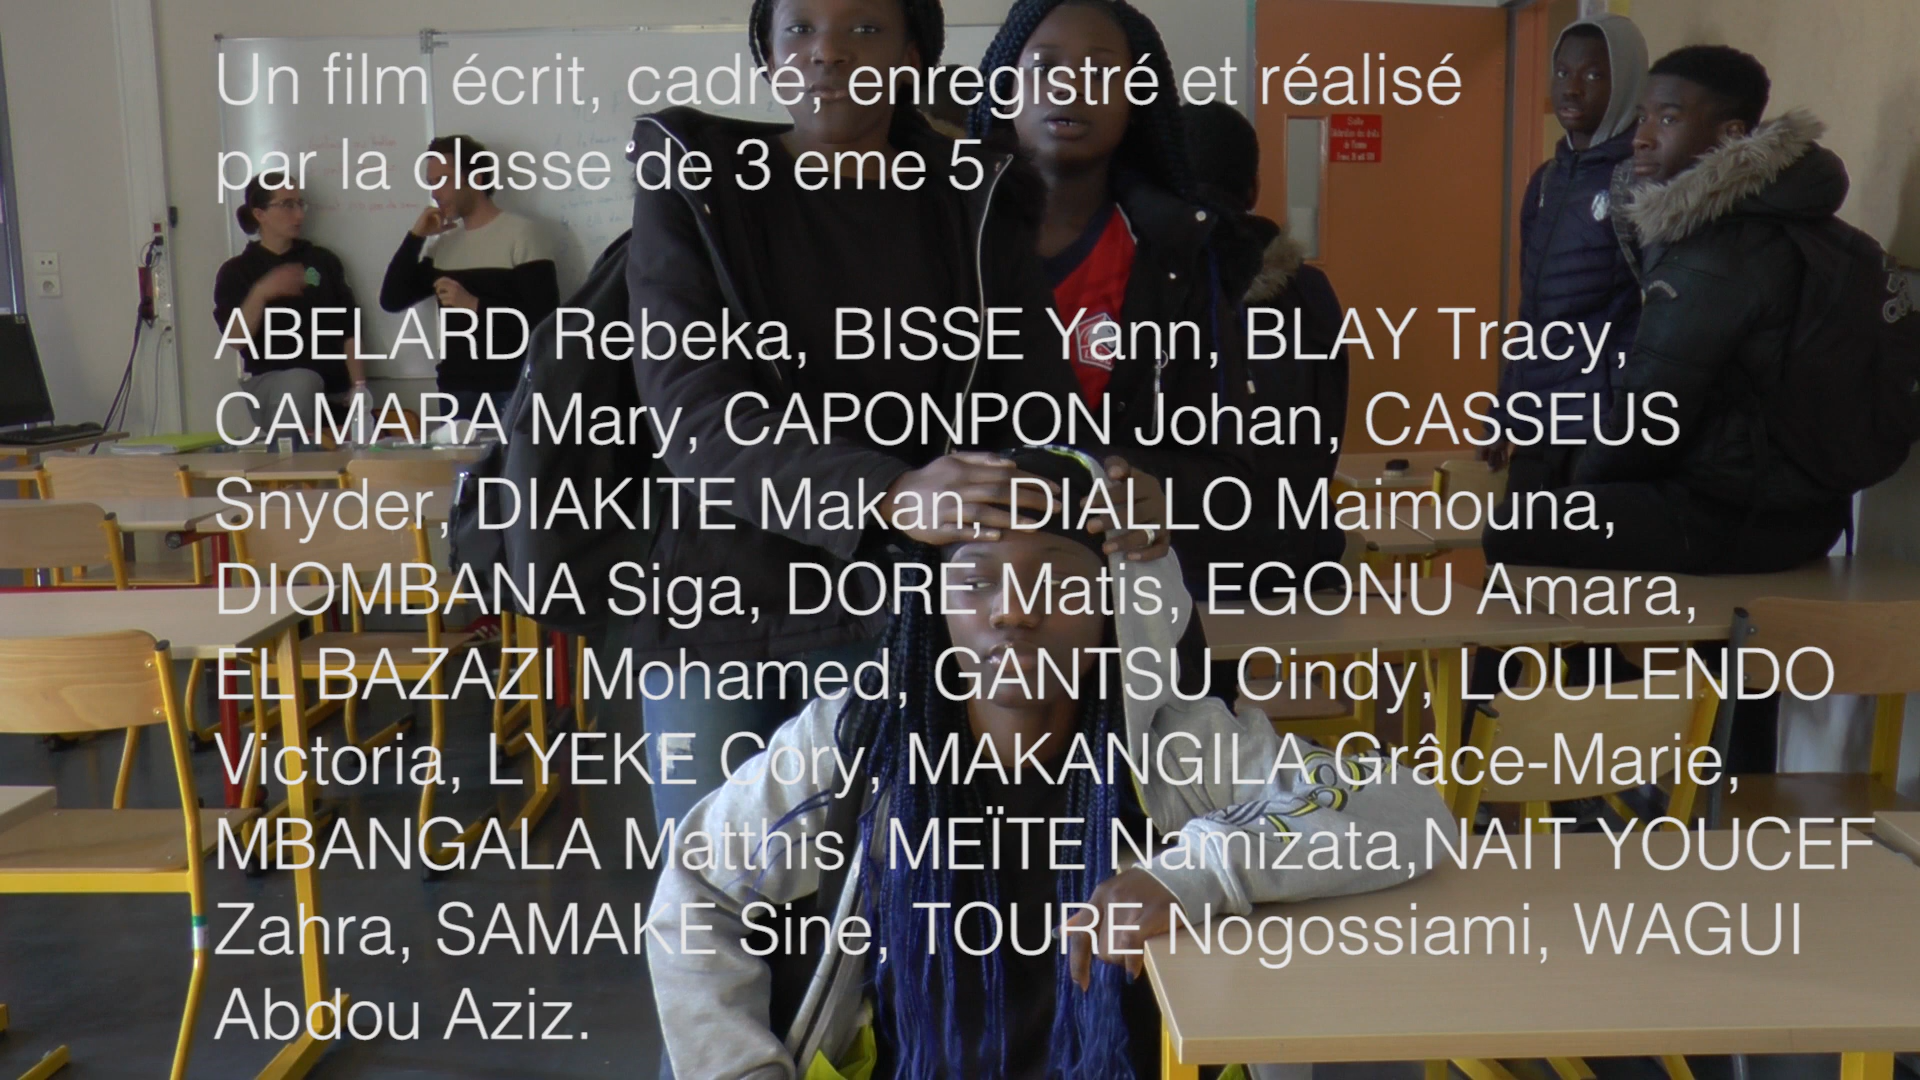 Un film écrit, cadré, enregistré et réalisé
par la classe de 3 eme 5
ABELARD Rebeka, BISSE Yann, BLAY Tracy,
CAMARA Mary, CAPONPON Johan, CASSEUS
Snyder, DIAKITE Makan, DIALLO Maimouna,
DIOMBANA Siga, DORE Matis, EGONU Amara,
EL BAZAZI Mohamed, GANTSU Cindy, LOULENDO
Victoria, LYEKE Cory, MAKANGILA Grâce-Marie,
MBANGALA Matthis, MEÏTE Namizata,NAIT YOUCEF
Zahra, SAMAKE Sine, TOURE Nogossiami, WAGUI
Abdou Aziz.